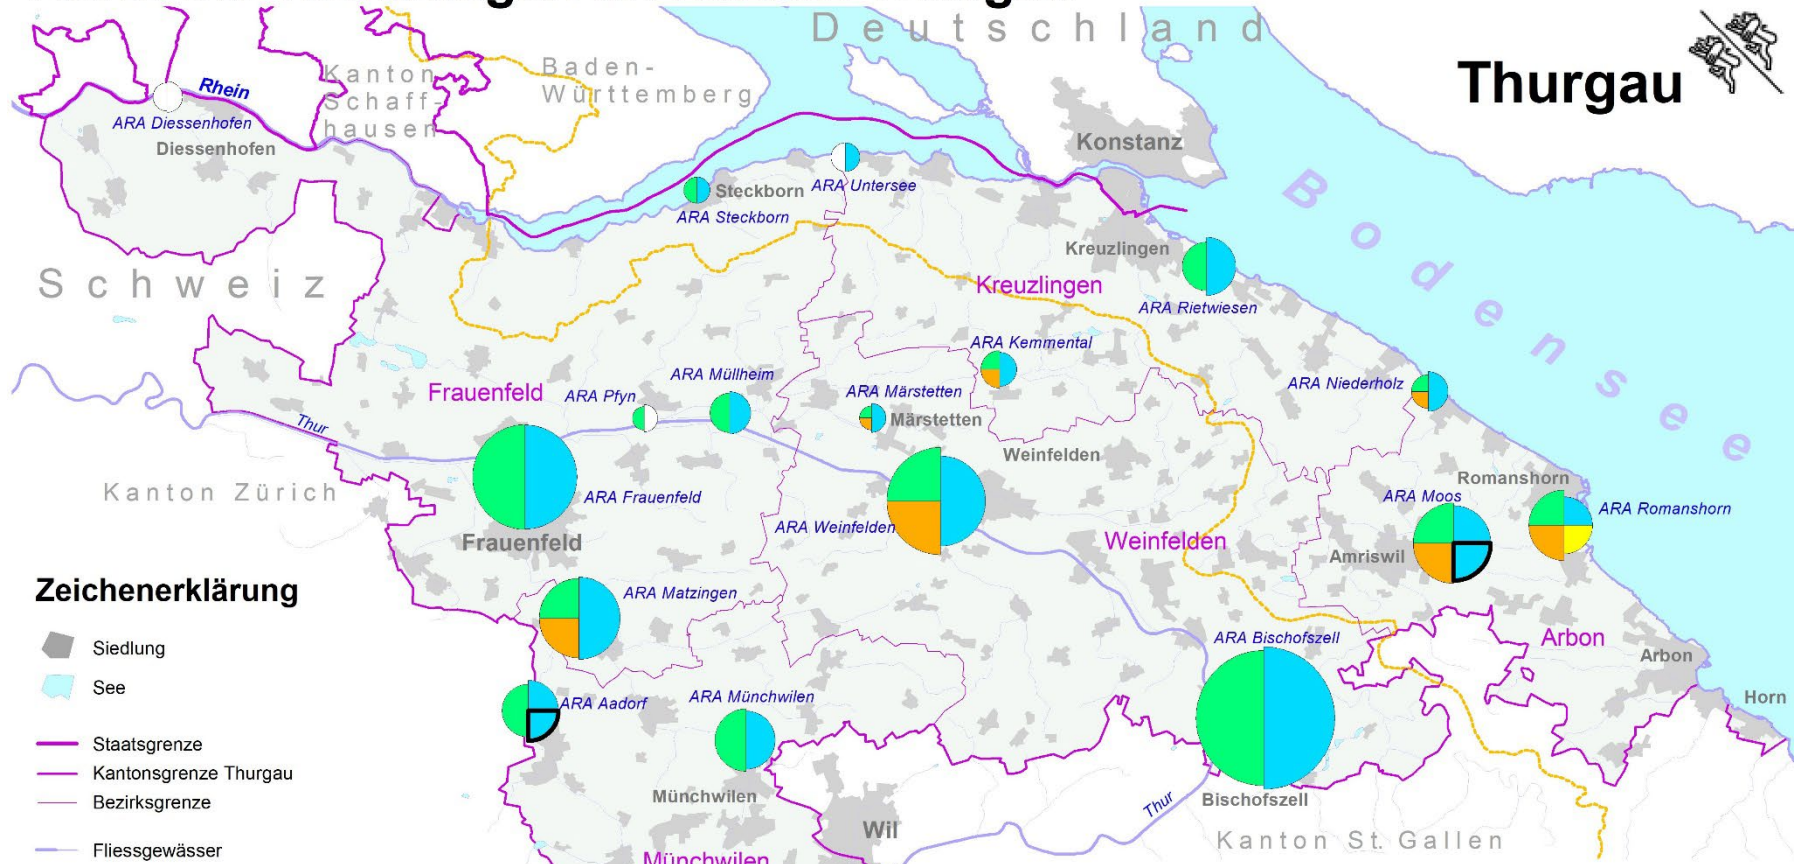 Deutschland
Thurgau
Kanton
Schaff-
hausen
Baden-
Württemberg
Rhein
ARA Diessenhofen
Diessenhofen
Konstanz
Steckborn
ARA Untersee
ARA Steckborn
Bodensee
Schweiz
Kreuzlingen
Kreuzlingen
ARA Rietwiesen
ARA Kemmental
Frauenfeld
ARA Pfyn
ARA Müllheim
ARA Märstetten
Märstetten
ARA Niederholz
Thur
Weinfelden
Kanton Zürich
ARA Frauenfeld
Frauenfeld
ARA Weinfelden
Weinfelden
Romanshorn
ARA Moos
ARA Romanshorn
Amriswil
Zeichenerklärung
Siedlung
See
Staatsgrenze
Kantonsgrenze Thurgau
Bezirksgrenze
Fliessgewässer
ARA Matzingen
ARA Aadorf
ARA Münchwilen
ARA Bischofszell
Arbon
Arbon
Horn
Münchwilen
Wil
Thur
Bischofszell
Kanton St. Gallen
Münchwilen